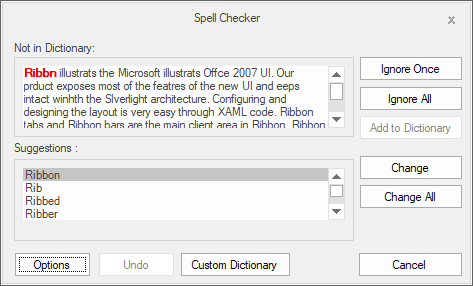 Spell Checker
x
Not in Dictionary:
Ribbn illustrats the Microsoft illustrats Offce 2007 UI. Our
prduct exposes most of the featres of the new UI and eeps
intact winhth the Slverlight architecture. Configuring and
designing the layout is very easy through XAML code. Ribbon
tabs and Ribbon bars are the main client area in Ribbon. Ribbon
Ignore Once
Ignore All
Add to Dictionary
Suggestions :
Ribbon
Rib
Ribbed
Ribber
Change
Change All
Options
Undo
Custom Dictionary
Cancel